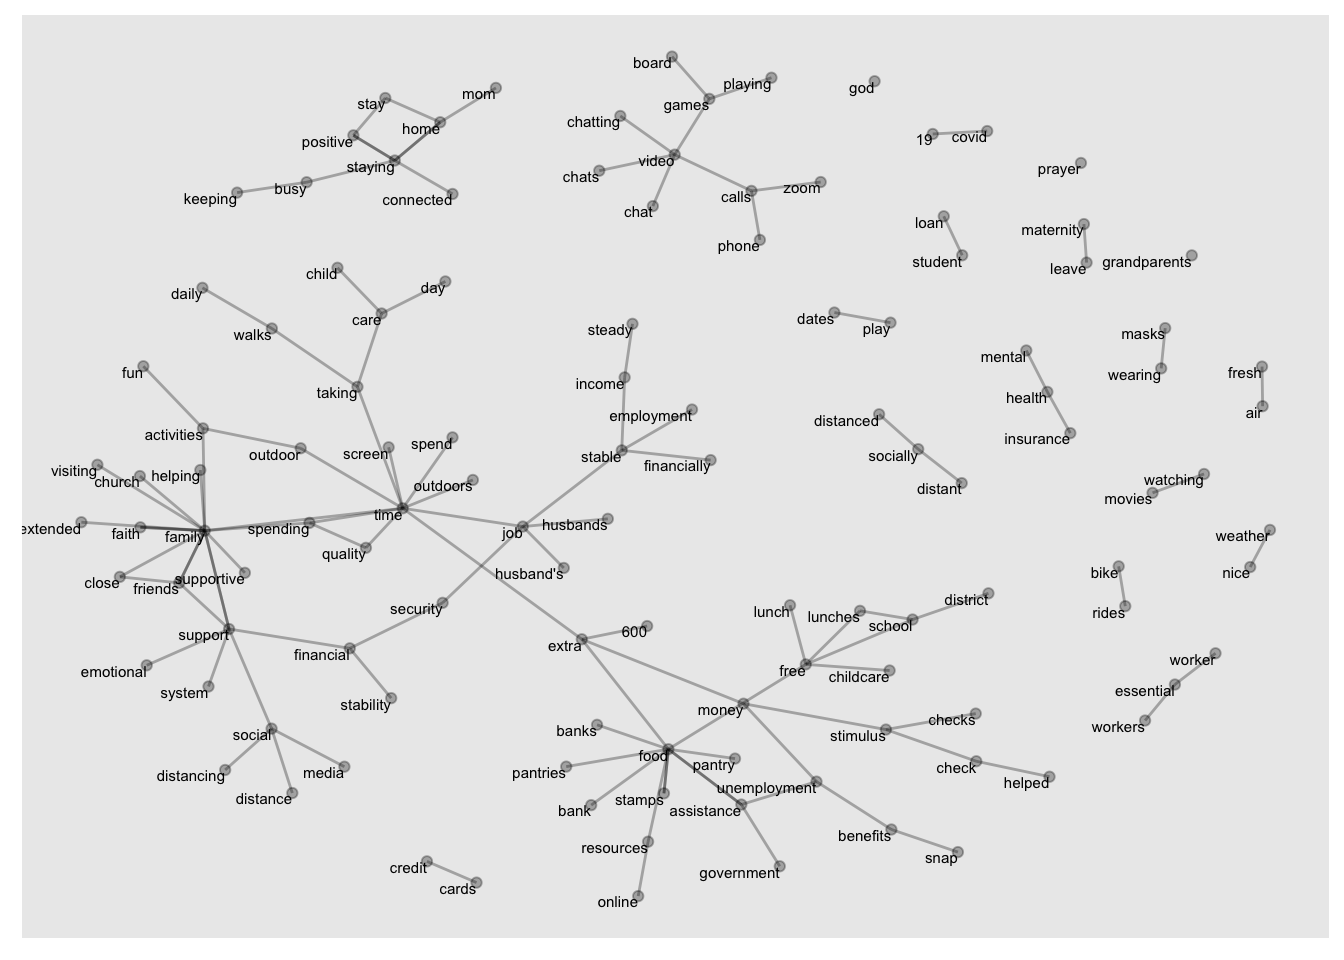 board
playing
mom
god
stay
games
chatting
home
positive
19
covid
video
staying
prayer
chats
busy
zoom
keeping
connected
calls
chat
loan
maternity
phone
student
leave
grandparents
child
day
daily
care
dates
play
steady
walks
masks
mental
fun
income
wearing
fresh
taking
health
employment
air
distanced
activities
insurance
screen
spend
outdoor
stable
socially
financially
visiting
church
helping
outdoors
watching
distant
movies
time
extended
faith
family
spending
job
husbands
weather
quality
close
friends
supportive
husband's
bike
nice
security
lunch
lunches
district
rides
support
school
600
financial
extra
worker
emotional
free
childcare
system
essential
stability
money
checks
workers
social
banks
stimulus
food
distancing
media
pantries
pantry
check
helped
distance
stamps
unemployment
bank
assistance
benefits
resources
snap
credit
government
cards
online